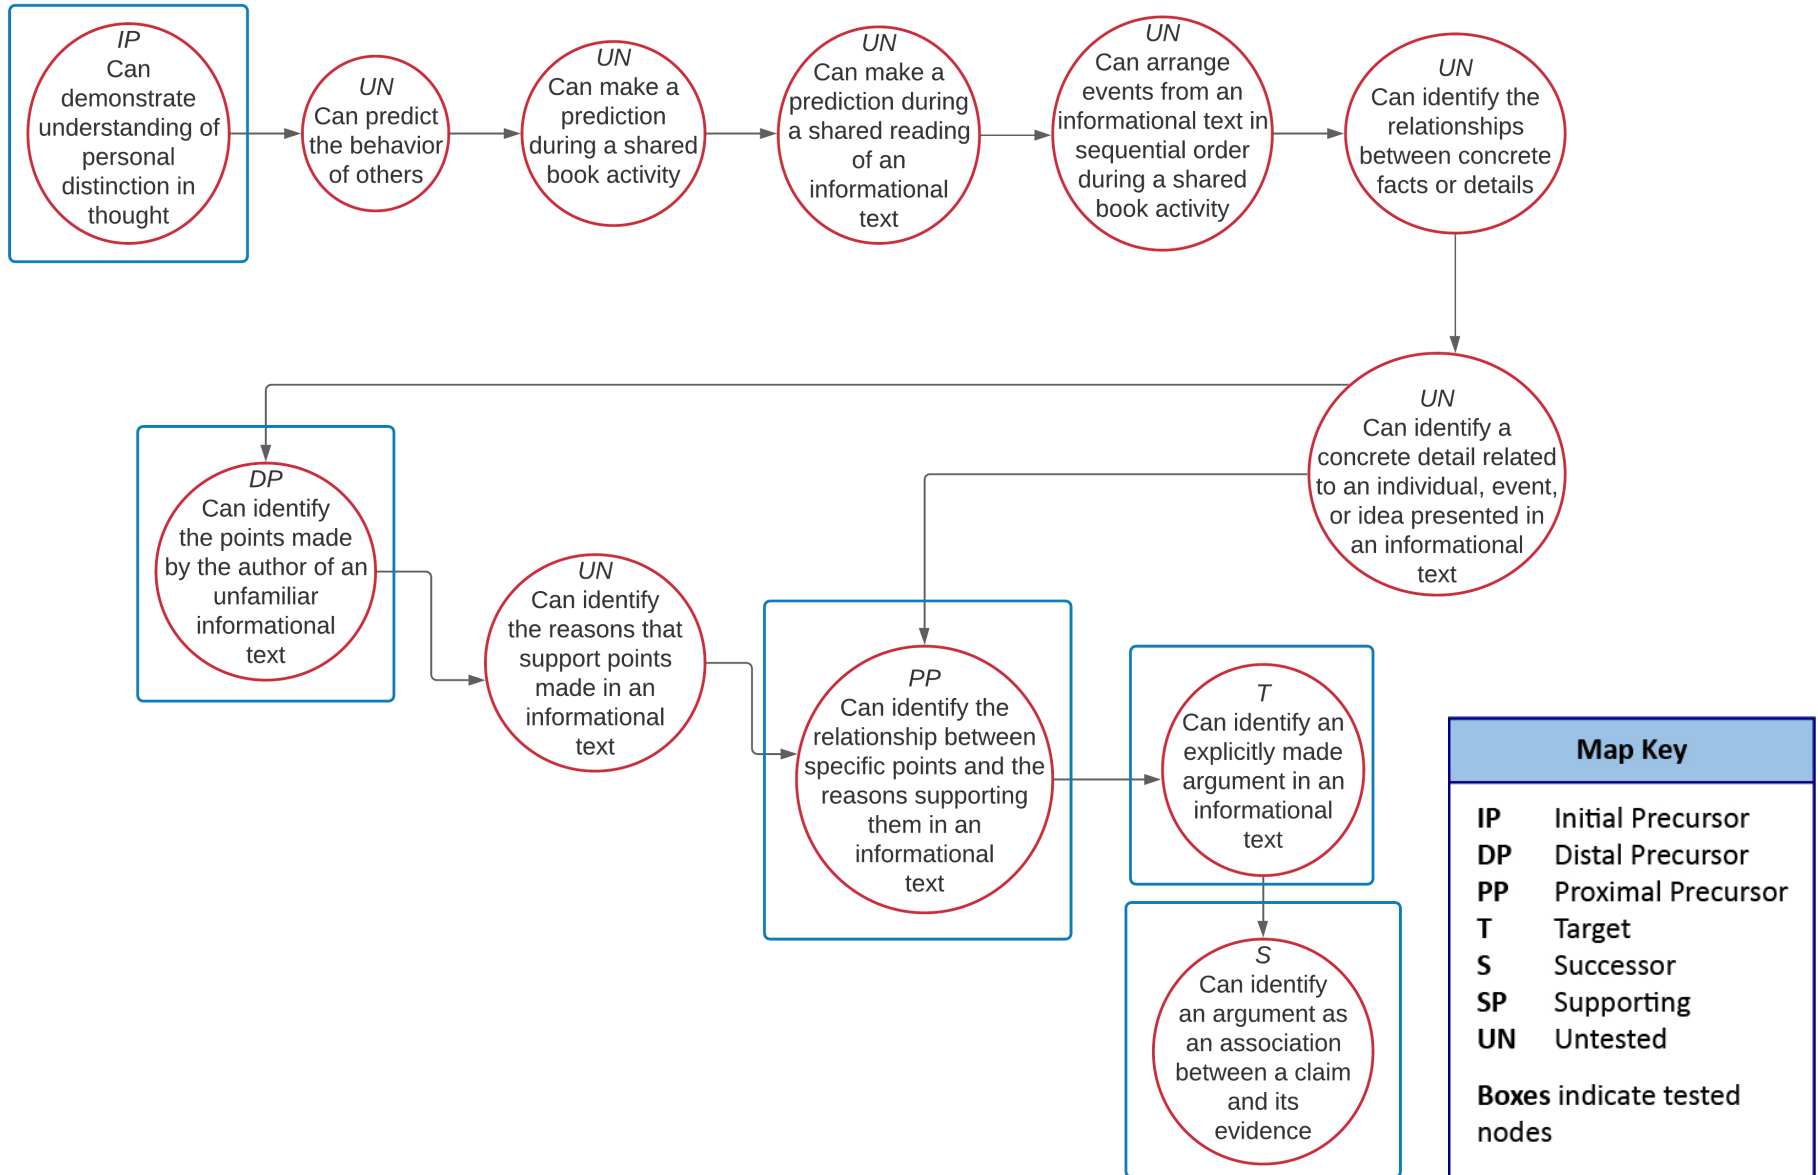 IP
Can
demonstrate
understanding of
personal
distinction in
thought
UN
Can predict
the behavior
of others
UN
Can make a
prediction
during a shared
book activity
UN
Can make a
prediction during
a shared reading
of an
informational
text
UN
Can arrange
events from an
informational text in
sequential order
during a shared
book activity
UN
Can identify the
relationships
between concrete
facts or details
UN
Can identify a
concrete detail related
to an individual, event,
or idea presented in
an informational
text
DP
Can identify
the points made
by the author of an
unfamiliar
informational
text
UN
Can identify
the reasons that
support points
made in an
informational
text
PP
Can identify the
relationship between
specific points and the
reasons supporting
them in an
informational
text
T
Can identify an
explicitly made
argument in an
informational
text
S
Can identify
an argument as
an association
between a claim
and its
evidence
Map Key
IP Initial Precursor
DP Distal Precursor
PP Proximal Precursor
T Target
S Successor
SP Supporting
UN Untested
Boxes indicate tested
nodes